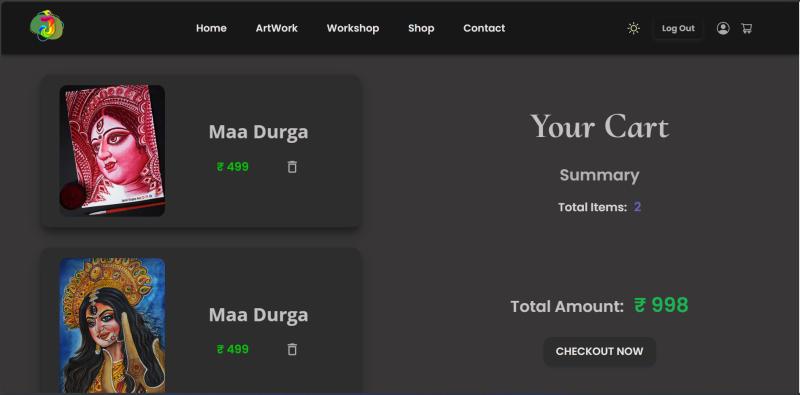 Home ArtWork Workshop Shop Contact Log Out
Maa Durga
₹ 499
Maa Durga
₹ 499
Your Cart
Summary
Total Items: 2
Total Amount: ₹ 998
CHECKOUT NOW